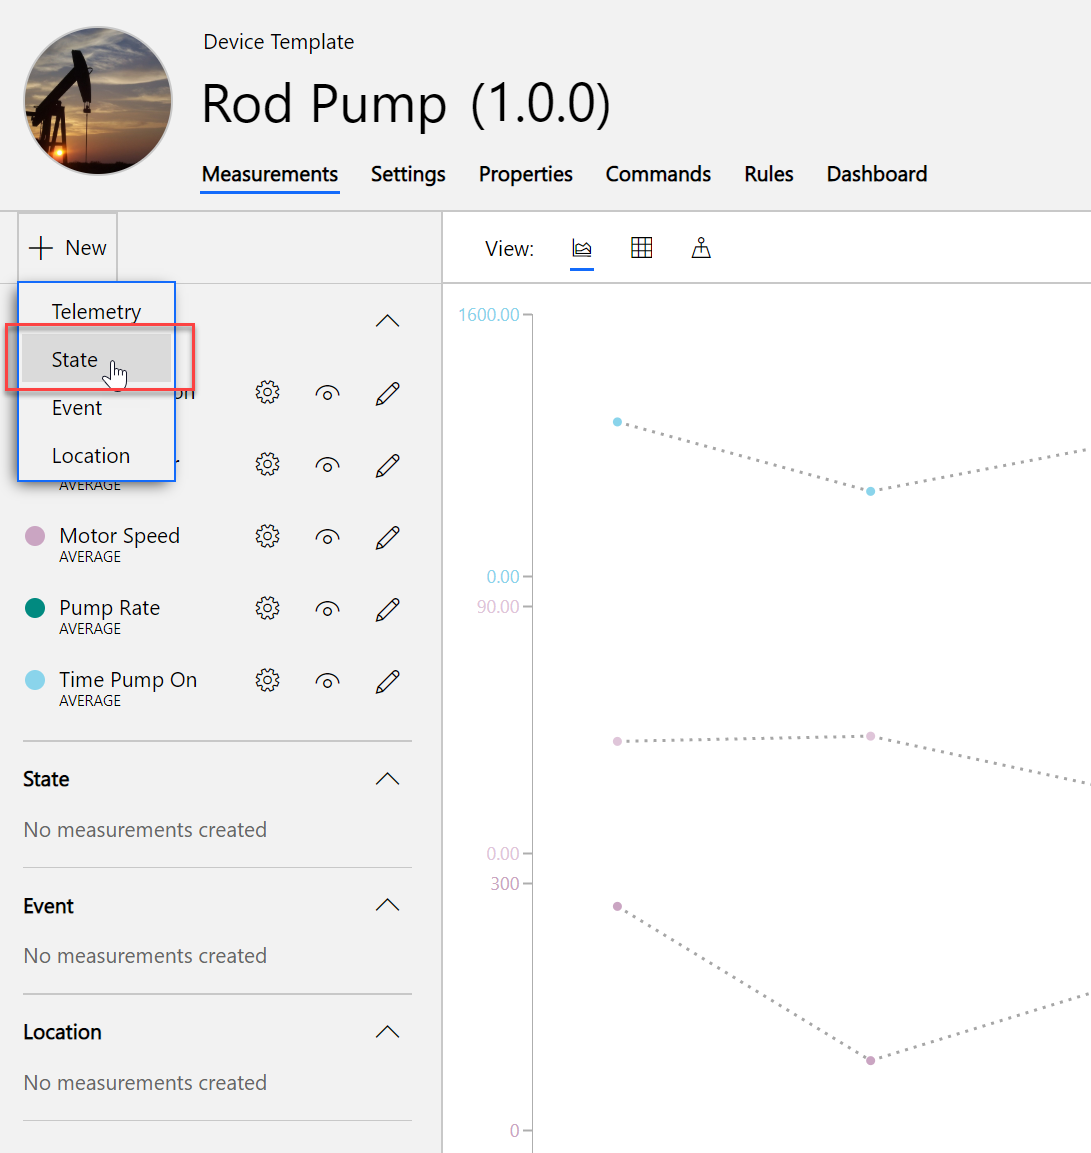 Device Template
Rod Pump (1.0.0)
Measurements Settings Properties Commands Rules Dashboard
New
View:
Telemetry
State
on
Event
Location
AVERAGE
Motor Speed
AVERAGE
Pump Rate
AVERAGE
Time Pump On
AVERAGE
State
No measurements created
Event
No measurements created
Location
No measurements created
1600.00
0.00
90.00
0.00
300
0